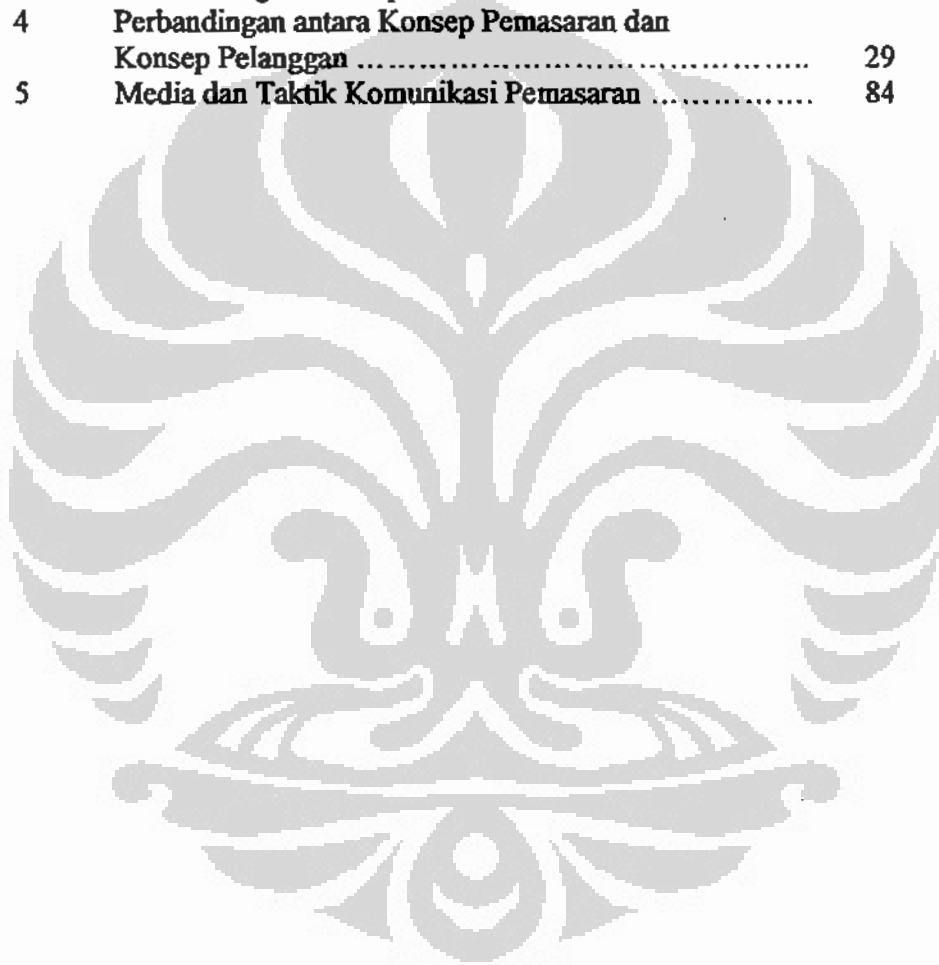 4 Perbandingan antara Konsep Pemasaran dan
Konsep Pelanggan ............................................. 29
5 Media dan Taktik Komunikasi Pemasaran ................ 84